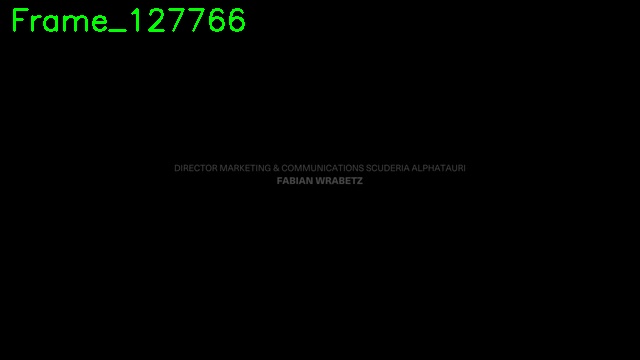 Frame_127766
DIRECTOR MARKETING & COMMUNICATIONS SCUDERIA ALPHATAURI
FABIAN WRABETZ